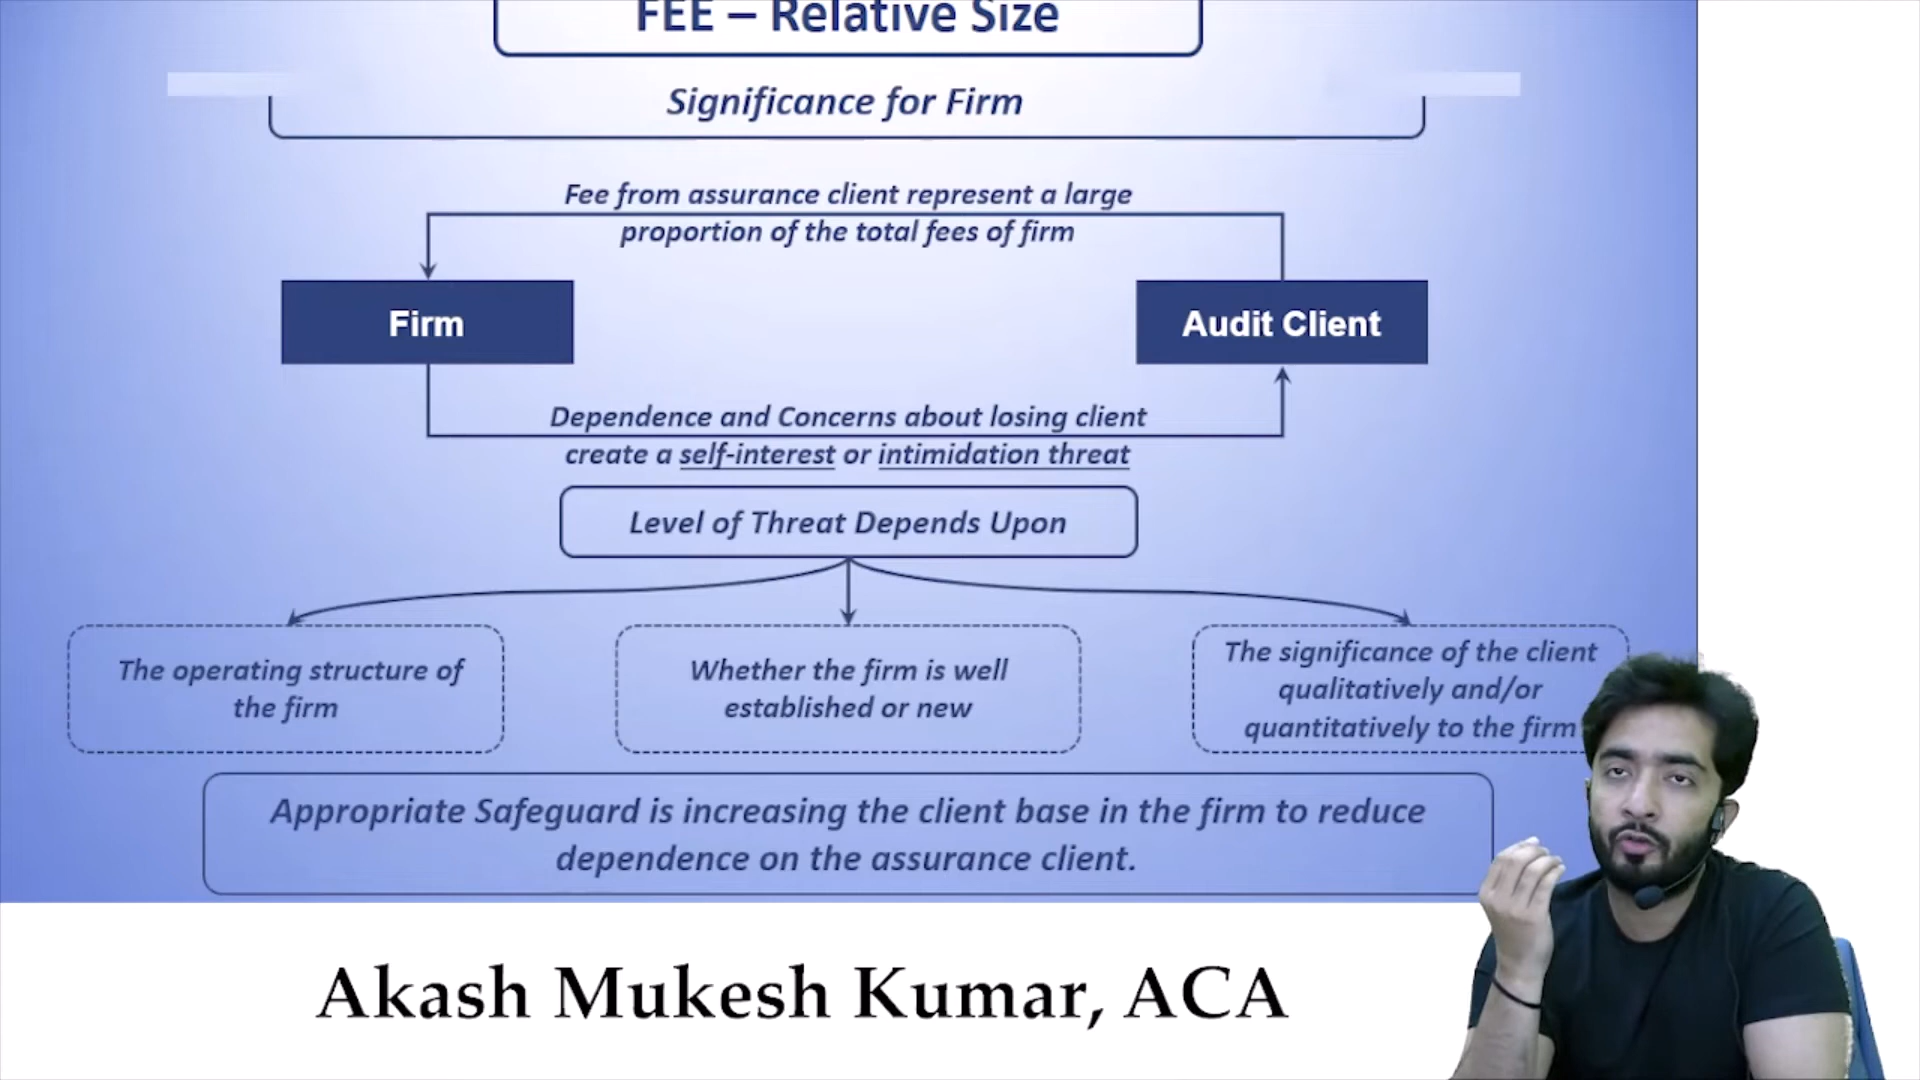 FEE – Relative Size
Significance for Firm
Fee from assurance client represent a large
proportion of the total fees of firm
Firm
Audit Client
Dependence and Concerns about losing client
create a self-interest or intimidation threat
Level of Threat Depends Upon
The operating structure of
the firm
Whether the firm is well
established or new
The significance of the client
qualitatively and/or
quantitatively to the firm
Appropriate Safeguard is increasing the client base in the firm to reduce
dependence on the assurance client.
Akash Mukesh Kumar, ACA